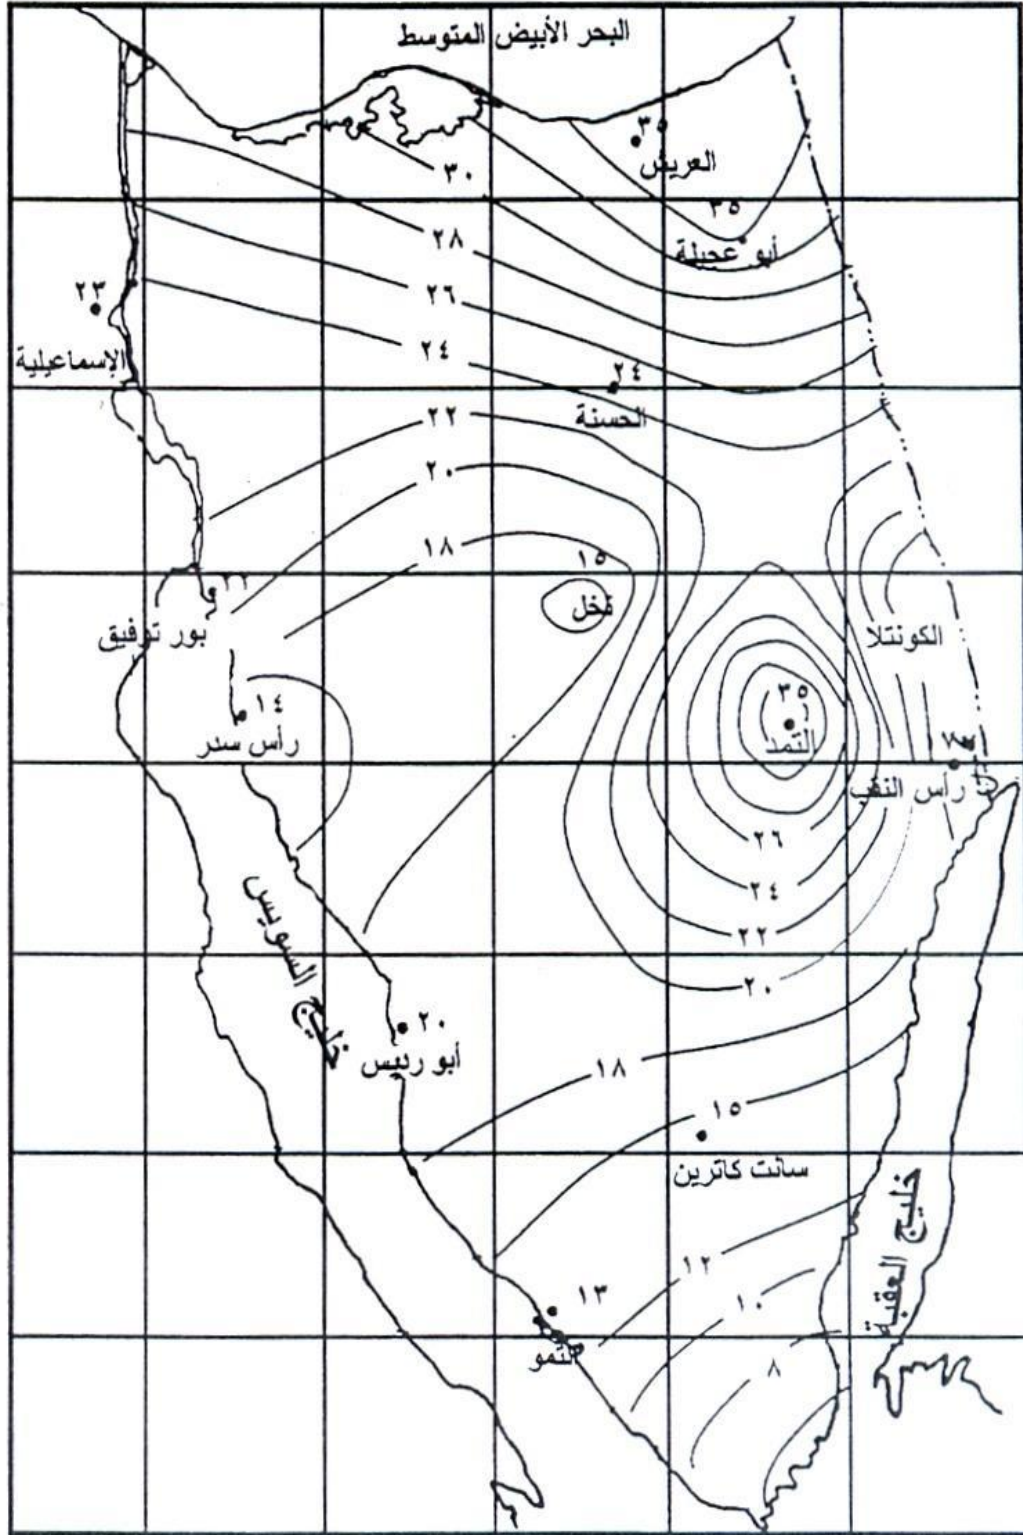 البحر الأبيض المتوسط
٣٥
العريش
٣٠
٣٥
أبو عجيلة
٢٨
٢٦
٢٣
الإسماعيلية
٢٤
٢٤
الحسنة
٢٢
٢٠
١٨
١٥
نخل
٢٢
بور توفيق
الكونتلا
١٤
رأس سدر
٣٥
التمد
رأس النقب
٢٦
٢٤
٢٢
٢٠
خليج السويس
٢٠
أبو رديس
١٨
١٥
سانت كاترين
خليج العقبة
١٢
١٣
١٠
٨